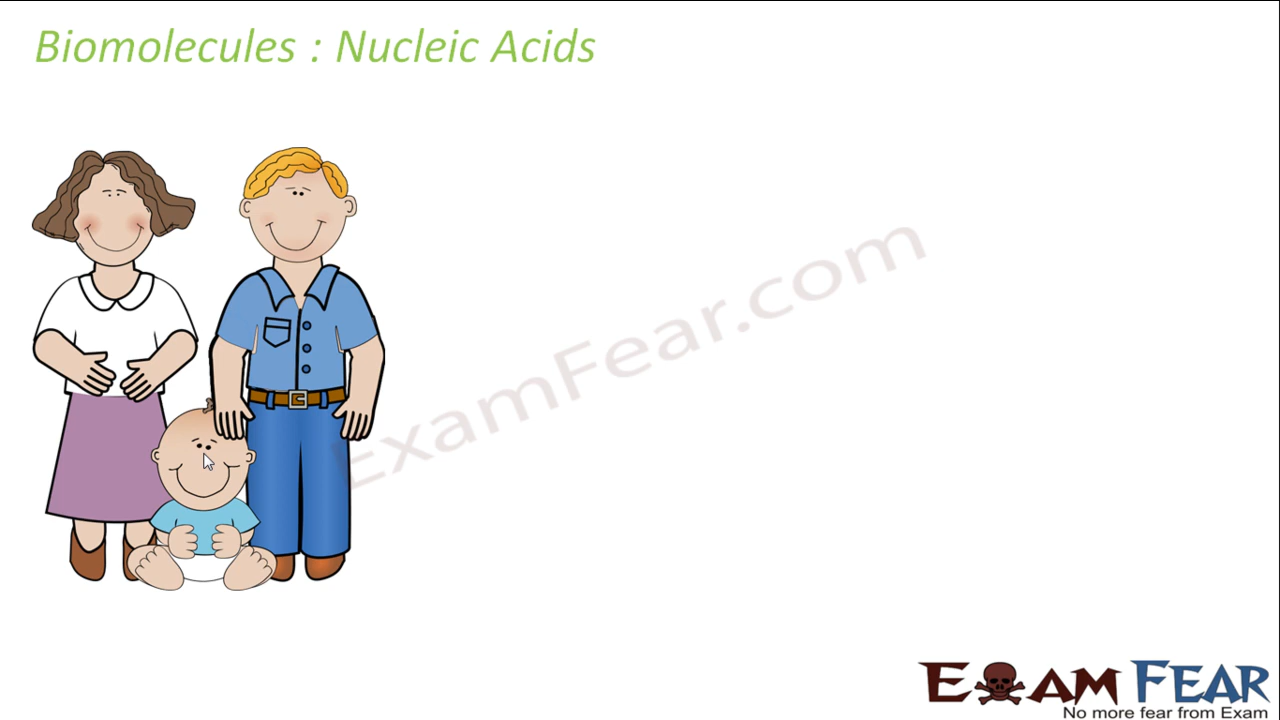 Biomolecules : Nucleic Acids
ExamFear.com
EXAM FEAR
No more fear from Exam